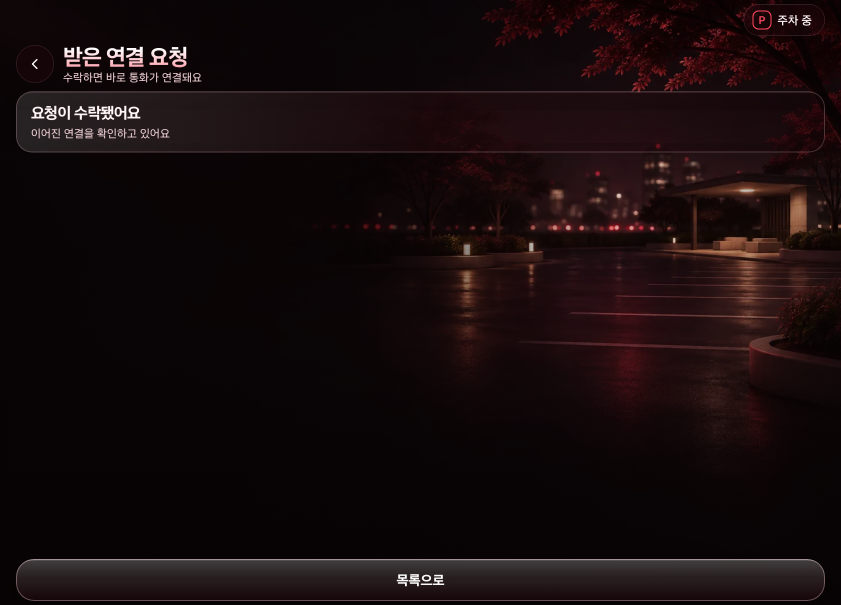 P 주차 중
받은 연결 요청
수락하면 바로 통화가 연결돼요
요청이 수락됐어요
이어진 연결을 확인하고 있어요
목록으로